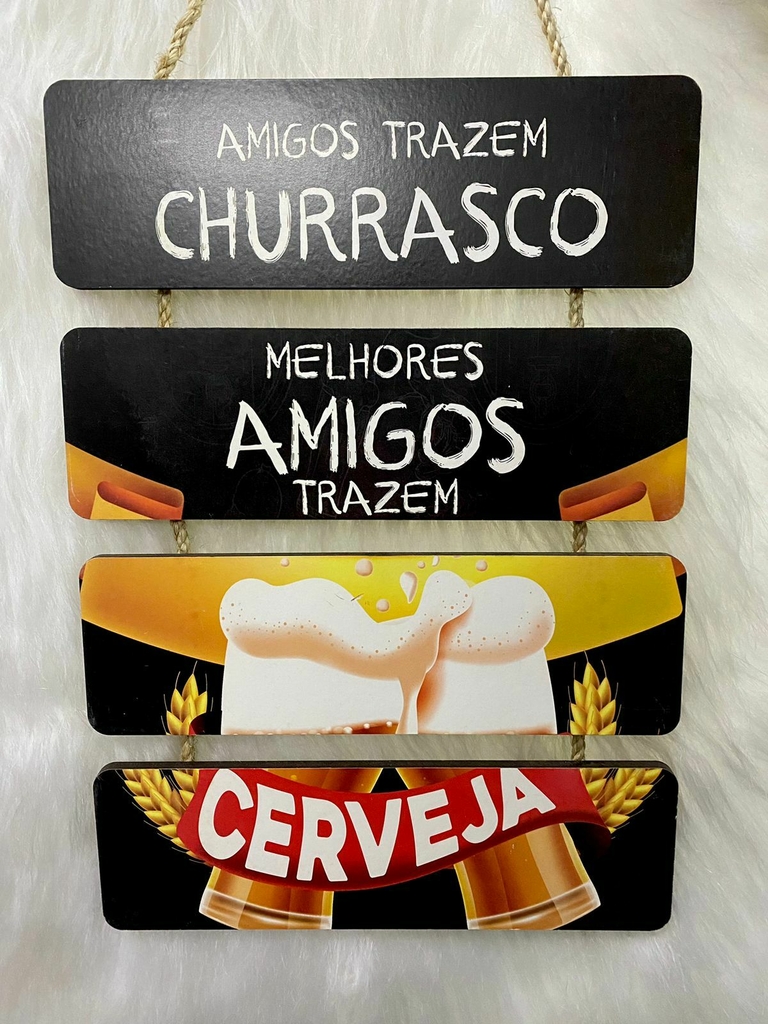 AMIGOS TRAZEM
CHURRASCO
MELHORES
AMIGOS
TRAZEM
CERVEJA